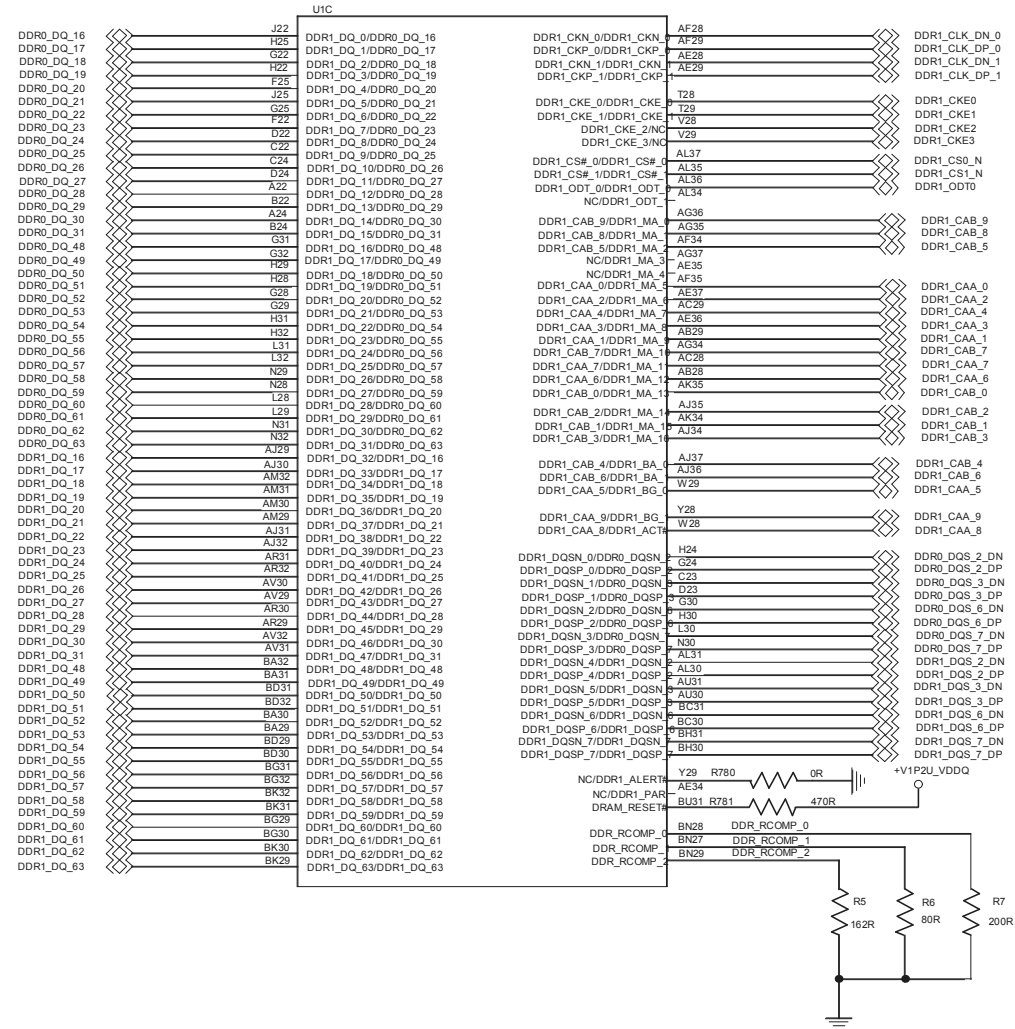 U1C
DDR0_DQ_16 J22 DDR1_DQ_0/DDR0_DQ_16
DDR0_DQ_17 H25 DDR1_DQ_1/DDR0_DQ_17
DDR0_DQ_18 G22 DDR1_DQ_2/DDR0_DQ_18
DDR0_DQ_19 H22 DDR1_DQ_3/DDR0_DQ_19
DDR0_DQ_20 F25 DDR1_DQ_4/DDR0_DQ_20
DDR0_DQ_21 J25 DDR1_DQ_5/DDR0_DQ_21
DDR0_DQ_22 G25 DDR1_DQ_6/DDR0_DQ_22
DDR0_DQ_23 F22 DDR1_DQ_7/DDR0_DQ_23
DDR0_DQ_24 D22 DDR1_DQ_8/DDR0_DQ_24
DDR0_DQ_25 C22 DDR1_DQ_9/DDR0_DQ_25
DDR0_DQ_26 C24 DDR1_DQ_10/DDR0_DQ_26
DDR0_DQ_27 D24 DDR1_DQ_11/DDR0_DQ_27
DDR0_DQ_28 A22 DDR1_DQ_12/DDR0_DQ_28
DDR0_DQ_29 B22 DDR1_DQ_13/DDR0_DQ_29
DDR0_DQ_30 A24 DDR1_DQ_14/DDR0_DQ_30
DDR0_DQ_31 B24 DDR1_DQ_15/DDR0_DQ_31
DDR0_DQ_48 G31 DDR1_DQ_16/DDR0_DQ_48
DDR0_DQ_49 G32 DDR1_DQ_17/DDR0_DQ_49
DDR0_DQ_50 H29 DDR1_DQ_18/DDR0_DQ_50
DDR0_DQ_51 H28 DDR1_DQ_19/DDR0_DQ_51
DDR0_DQ_52 G28 DDR1_DQ_20/DDR0_DQ_52
DDR0_DQ_53 G29 DDR1_DQ_21/DDR0_DQ_53
DDR0_DQ_54 H31 DDR1_DQ_22/DDR0_DQ_54
DDR0_DQ_55 H32 DDR1_DQ_23/DDR0_DQ_55
DDR0_DQ_56 L31 DDR1_DQ_24/DDR0_DQ_56
DDR0_DQ_57 L32 DDR1_DQ_25/DDR0_DQ_57
DDR0_DQ_58 N29 DDR1_DQ_26/DDR0_DQ_58
DDR0_DQ_59 N28 DDR1_DQ_27/DDR0_DQ_59
DDR0_DQ_60 L28 DDR1_DQ_28/DDR0_DQ_60
DDR0_DQ_61 L29 DDR1_DQ_29/DDR0_DQ_61
DDR0_DQ_62 N31 DDR1_DQ_30/DDR0_DQ_62
DDR0_DQ_63 N32 DDR1_DQ_31/DDR0_DQ_63
DDR1_DQ_16 AJ29 DDR1_DQ_32/DDR1_DQ_16
DDR1_DQ_17 AJ30 DDR1_DQ_33/DDR1_DQ_17
DDR1_DQ_18 AM32 DDR1_DQ_34/DDR1_DQ_18
DDR1_DQ_19 AM31 DDR1_DQ_35/DDR1_DQ_19
DDR1_DQ_20 AM30 DDR1_DQ_36/DDR1_DQ_20
DDR1_DQ_21 AM29 DDR1_DQ_37/DDR1_DQ_21
DDR1_DQ_22 AJ31 DDR1_DQ_38/DDR1_DQ_22
DDR1_DQ_23 AJ32 DDR1_DQ_39/DDR1_DQ_23
DDR1_DQ_24 AR31 DDR1_DQ_40/DDR1_DQ_24
DDR1_DQ_25 AR32 DDR1_DQ_41/DDR1_DQ_25
DDR1_DQ_26 AV30 DDR1_DQ_42/DDR1_DQ_26
DDR1_DQ_27 AV29 DDR1_DQ_43/DDR1_DQ_27
DDR1_DQ_28 AR30 DDR1_DQ_44/DDR1_DQ_28
DDR1_DQ_29 AR29 DDR1_DQ_45/DDR1_DQ_29
DDR1_DQ_30 AV32 DDR1_DQ_46/DDR1_DQ_30
DDR1_DQ_31 AV31 DDR1_DQ_47/DDR1_DQ_31
DDR1_DQ_48 BA32 DDR1_DQ_48/DDR1_DQ_48
DDR1_DQ_49 BA31 DDR1_DQ_49/DDR1_DQ_49
DDR1_DQ_50 BD31 DDR1_DQ_50/DDR1_DQ_50
DDR1_DQ_51 BD32 DDR1_DQ_51/DDR1_DQ_51
DDR1_DQ_52 BA30 DDR1_DQ_52/DDR1_DQ_52
DDR1_DQ_53 BA29 DDR1_DQ_53/DDR1_DQ_53
DDR1_DQ_54 BD29 DDR1_DQ_54/DDR1_DQ_54
DDR1_DQ_55 BD30 DDR1_DQ_55/DDR1_DQ_55
DDR1_DQ_56 BG31 DDR1_DQ_56/DDR1_DQ_56
DDR1_DQ_57 BG32 DDR1_DQ_57/DDR1_DQ_57
DDR1_DQ_58 BK32 DDR1_DQ_58/DDR1_DQ_58
DDR1_DQ_59 BK31 DDR1_DQ_59/DDR1_DQ_59
DDR1_DQ_60 BG29 DDR1_DQ_60/DDR1_DQ_60
DDR1_DQ_61 BG30 DDR1_DQ_61/DDR1_DQ_61
DDR1_DQ_62 BK30 DDR1_DQ_62/DDR1_DQ_62
DDR1_DQ_63 BK29 DDR1_DQ_63/DDR1_DQ_63
DDR1_CKN_0/DDR1_CKN_0 AF28 DDR1_CLK_DN_0
DDR1_CKP_0/DDR1_CKP_0 AF29 DDR1_CLK_DP_0
DDR1_CKN_1/DDR1_CKN_1 AE28 DDR1_CLK_DN_1
DDR1_CKP_1/DDR1_CKP_1 AE29 DDR1_CLK_DP_1
DDR1_CKE_0/DDR1_CKE_0 T28 DDR1_CKE0
DDR1_CKE_1/DDR1_CKE_1 T29 DDR1_CKE1
DDR1_CKE_2/NC V28 DDR1_CKE2
DDR1_CKE_3/NC V29 DDR1_CKE3
DDR1_CS#_0/DDR1_CS#_0 AL37 DDR1_CS0_N
DDR1_CS#_1/DDR1_CS#_1 AL35 DDR1_CS1_N
DDR1_ODT_0/DDR1_ODT_0 AL36 DDR1_ODT0
NC/DDR1_ODT_1 AL34
DDR1_CAB_9/DDR1_MA_0 AG36 DDR1_CAB_9
DDR1_CAB_8/DDR1_MA_1 AG35 DDR1_CAB_8
DDR1_CAB_5/DDR1_MA_2 AF34 DDR1_CAB_5
NC/DDR1_MA_3 AG37
NC/DDR1_MA_4 AE35
DDR1_CAA_0/DDR1_MA_5 AF35 DDR1_CAA_0
DDR1_CAA_2/DDR1_MA_6 AE37 DDR1_CAA_2
DDR1_CAA_4/DDR1_MA_7 AC29 DDR1_CAA_4
DDR1_CAA_3/DDR1_MA_8 AE36 DDR1_CAA_3
DDR1_CAA_1/DDR1_MA_9 AB29 DDR1_CAA_1
DDR1_CAB_7/DDR1_MA_10 AG34 DDR1_CAB_7
DDR1_CAA_7/DDR1_MA_11 AC28 DDR1_CAA_7
DDR1_CAA_6/DDR1_MA_12 AB28 DDR1_CAA_6
DDR1_CAB_0/DDR1_MA_13 AK35 DDR1_CAB_0
DDR1_CAB_2/DDR1_MA_14 AJ35 DDR1_CAB_2
DDR1_CAB_1/DDR1_MA_15 AK34 DDR1_CAB_1
DDR1_CAB_3/DDR1_MA_16 AJ34 DDR1_CAB_3
DDR1_CAB_4/DDR1_BA_0 AJ37 DDR1_CAB_4
DDR1_CAB_6/DDR1_BA_1 AJ36 DDR1_CAB_6
DDR1_CAA_5/DDR1_BG_0 W29 DDR1_CAA_5
DDR1_CAA_9/DDR1_BG_1 Y28 DDR1_CAA_9
DDR1_CAA_8/DDR1_ACT# W28 DDR1_CAA_8
DDR1_DQSN_0/DDR0_DQSN_2 H24 DDR0_DQS_2_DN
DDR1_DQSP_0/DDR0_DQSP_2 G24 DDR0_DQS_2_DP
DDR1_DQSN_1/DDR0_DQSN_3 C23 DDR0_DQS_3_DN
DDR1_DQSP_1/DDR0_DQSP_3 D23 DDR0_DQS_3_DP
DDR1_DQSN_2/DDR0_DQSN_6 G30 DDR0_DQS_6_DN
DDR1_DQSP_2/DDR0_DQSP_6 H30 DDR0_DQS_6_DP
DDR1_DQSN_3/DDR0_DQSN_7 L30 DDR0_DQS_7_DN
DDR1_DQSP_3/DDR0_DQSP_7 N30 DDR0_DQS_7_DP
DDR1_DQSN_4/DDR1_DQSN_2 AL31 DDR1_DQS_2_DN
DDR1_DQSP_4/DDR1_DQSP_2 AL30 DDR1_DQS_2_DP
DDR1_DQSN_5/DDR1_DQSN_3 AU31 DDR1_DQS_3_DN
DDR1_DQSP_5/DDR1_DQSP_3 AU30 DDR1_DQS_3_DP
DDR1_DQSN_6/DDR1_DQSN_6 BC31 DDR1_DQS_6_DN
DDR1_DQSP_6/DDR1_DQSP_6 BC30 DDR1_DQS_6_DP
DDR1_DQSN_7/DDR1_DQSN_7 BH31 DDR1_DQS_7_DN
DDR1_DQSP_7/DDR1_DQSP_7 BH30 DDR1_DQS_7_DP
+V1P2U_VDDQ
NC/DDR1_ALERT# Y29 R780 0R
NC/DDR1_PAR AE34
DRAM_RESET# BU31 R781 470R
DDR_RCOMP_0 BN28 DDR_RCOMP_0
DDR_RCOMP_1 BN27 DDR_RCOMP_1
DDR_RCOMP_2 BN29 DDR_RCOMP_2
R5 R6 R7
162R 80R 200R